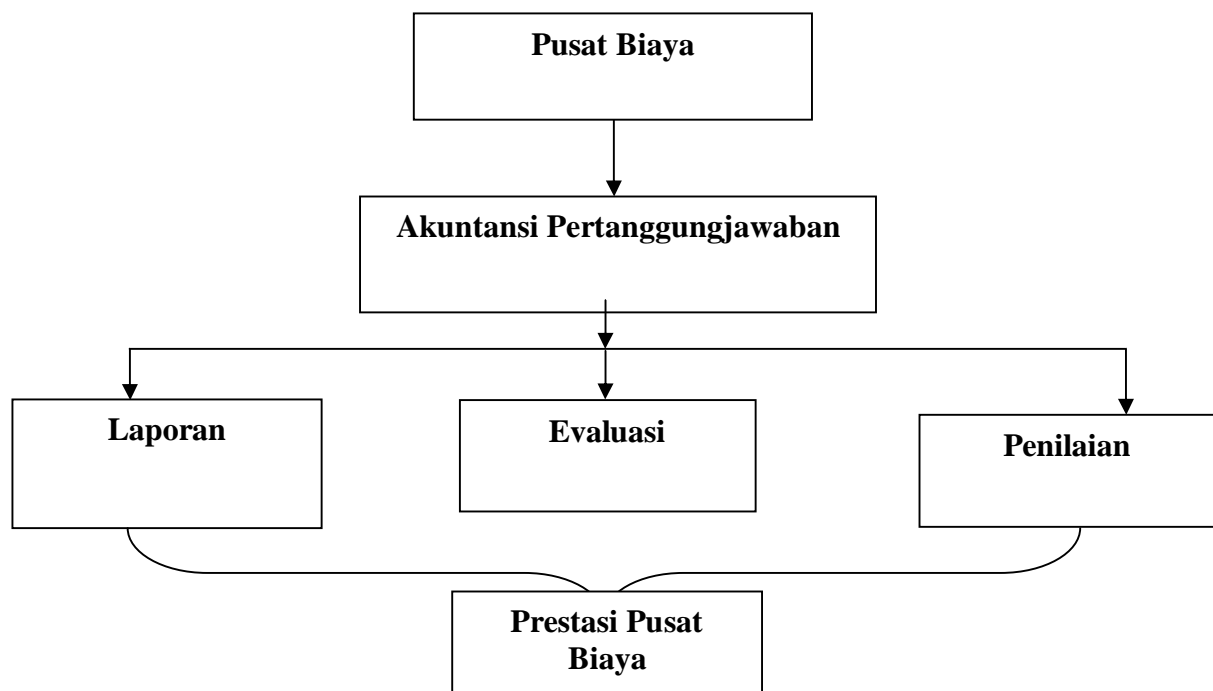 Pusat Biaya
Akuntansi Pertanggungjawaban
Laporan
Evaluasi
Penilaian
Prestasi Pusat
Biaya